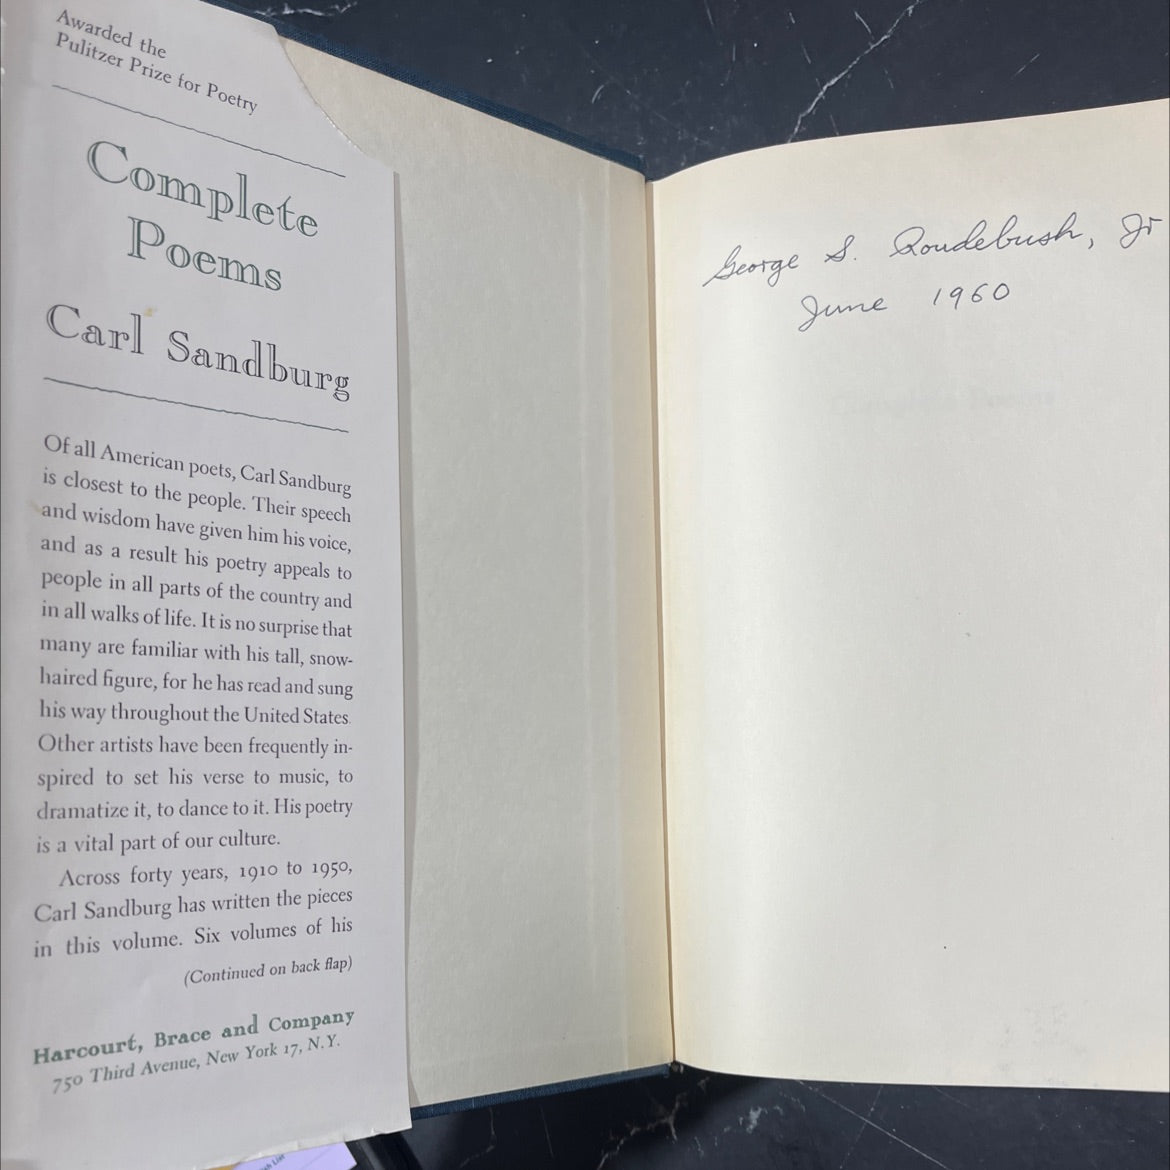 Awarded the
Pulitzer Prize for Poetry
Complete
Poems
Carl Sandburg
Of all American poets, Carl Sandburg
is closest to the people. Their speech
and wisdom have given him his voice,
and as a result his poetry appeals to
people in all parts of the country and
in all walks of life. It is no surprise that
many are familiar with his tall, snow-
haired figure, for he has read and sung
his way throughout the United States.
Other artists have been frequently in-
spired to set his verse to music, to
dramatize it, to dance to it. His poetry
is a vital part of our culture.
Across forty years, 1910 to 1950,
Carl Sandburg has written the pieces
in this volume. Six volumes of his
(Continued on back flap)
Harcourt, Brace and Company
750 Third Avenue, New York 17, N.Y.
George S. Roudebush, Jr
June 1960
Complete Poems